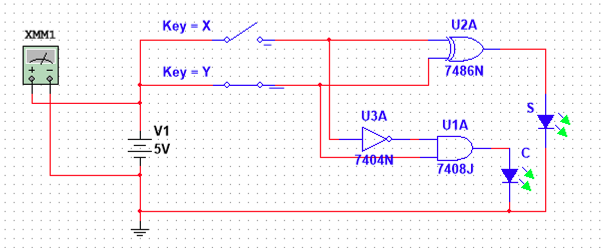 XMM1
Key = X
Key = Y
U2A
7486N
V1
5V
U3A
7404N
U1A
7408J
S
C